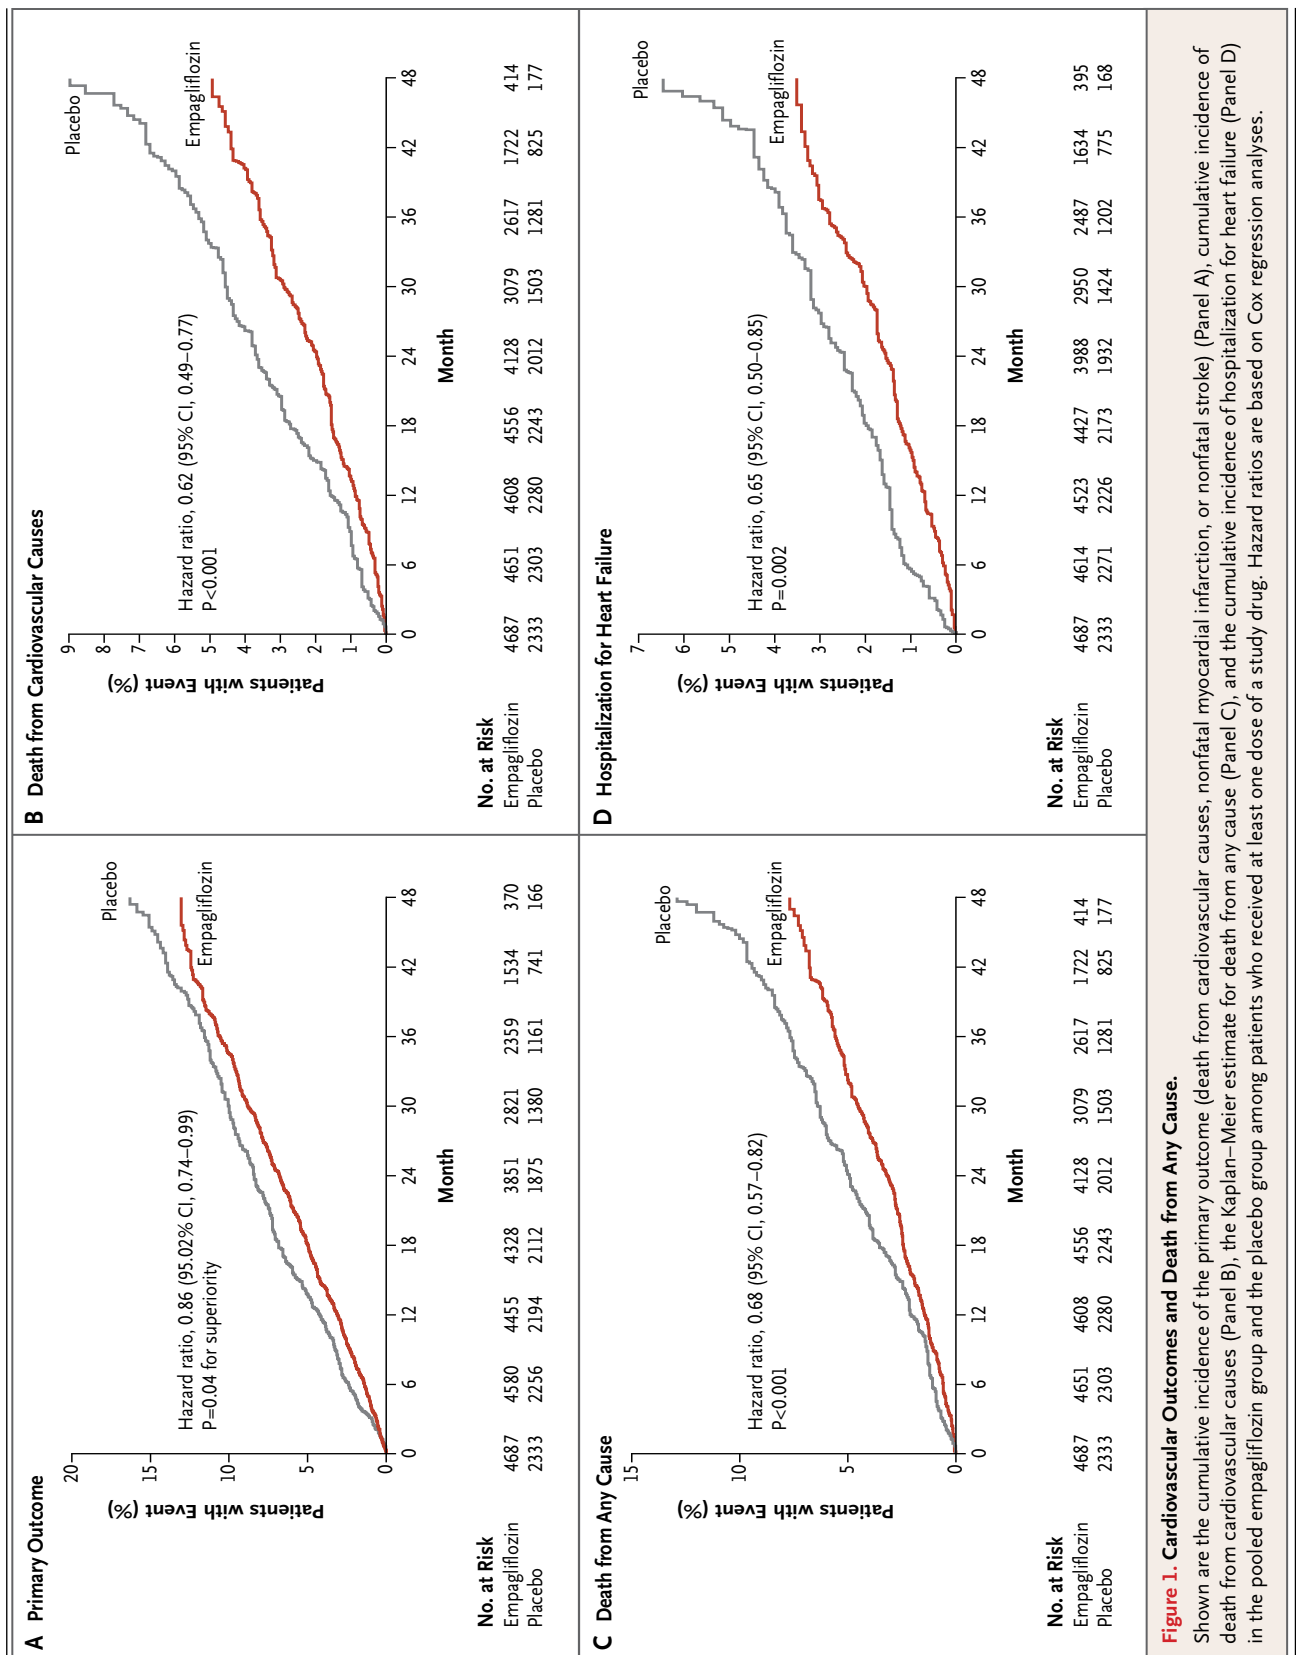 A Primary Outcome
Patients with Event (%)
20
15
10
5
0
0 6 12 18 24 30 36 42 48
Month
Placebo
Empagliflozin
Hazard ratio, 0.86 (95.02% CI, 0.74–0.99)
P=0.04 for superiority
No. at Risk
Empagliflozin 4687 4580 4455 4328 3851 2821 2359 1534 370
Placebo 2333 2256 2194 2112 1875 1380 1161 741 166
B Death from Cardiovascular Causes
Patients with Event (%)
9
8
7
6
5
4
3
2
1
0
0 6 12 18 24 30 36 42 48
Month
Placebo
Empagliflozin
Hazard ratio, 0.62 (95% CI, 0.49–0.77)
P<0.001
No. at Risk
Empagliflozin 4687 4651 4608 4556 4128 3079 2617 1722 414
Placebo 2333 2303 2280 2243 2012 1503 1281 825 177
C Death from Any Cause
Patients with Event (%)
15
10
5
0
0 6 12 18 24 30 36 42 48
Month
Placebo
Empagliflozin
Hazard ratio, 0.68 (95% CI, 0.57–0.82)
P<0.001
No. at Risk
Empagliflozin 4687 4651 4608 4556 4128 3079 2617 1722 414
Placebo 2333 2303 2280 2243 2012 1503 1281 825 177
D Hospitalization for Heart Failure
Patients with Event (%)
7
6
5
4
3
2
1
0
0 6 12 18 24 30 36 42 48
Month
Placebo
Empagliflozin
Hazard ratio, 0.65 (95% CI, 0.50–0.85)
P=0.002
No. at Risk
Empagliflozin 4687 4614 4523 4427 3988 2950 2487 1634 395
Placebo 2333 2271 2226 2173 1932 1424 1202 775 168
Figure 1. Cardiovascular Outcomes and Death from Any Cause.
Shown are the cumulative incidence of the primary outcome (death from cardiovascular causes, nonfatal myocardial infarction, or nonfatal stroke) (Panel A), cumulative incidence of
death from cardiovascular causes (Panel B), the Kaplan–Meier estimate for death from any cause (Panel C), and the cumulative incidence of hospitalization for heart failure (Panel D)
in the pooled empagliflozin group and the placebo group among patients who received at least one dose of a study drug. Hazard ratios are based on Cox regression analyses.